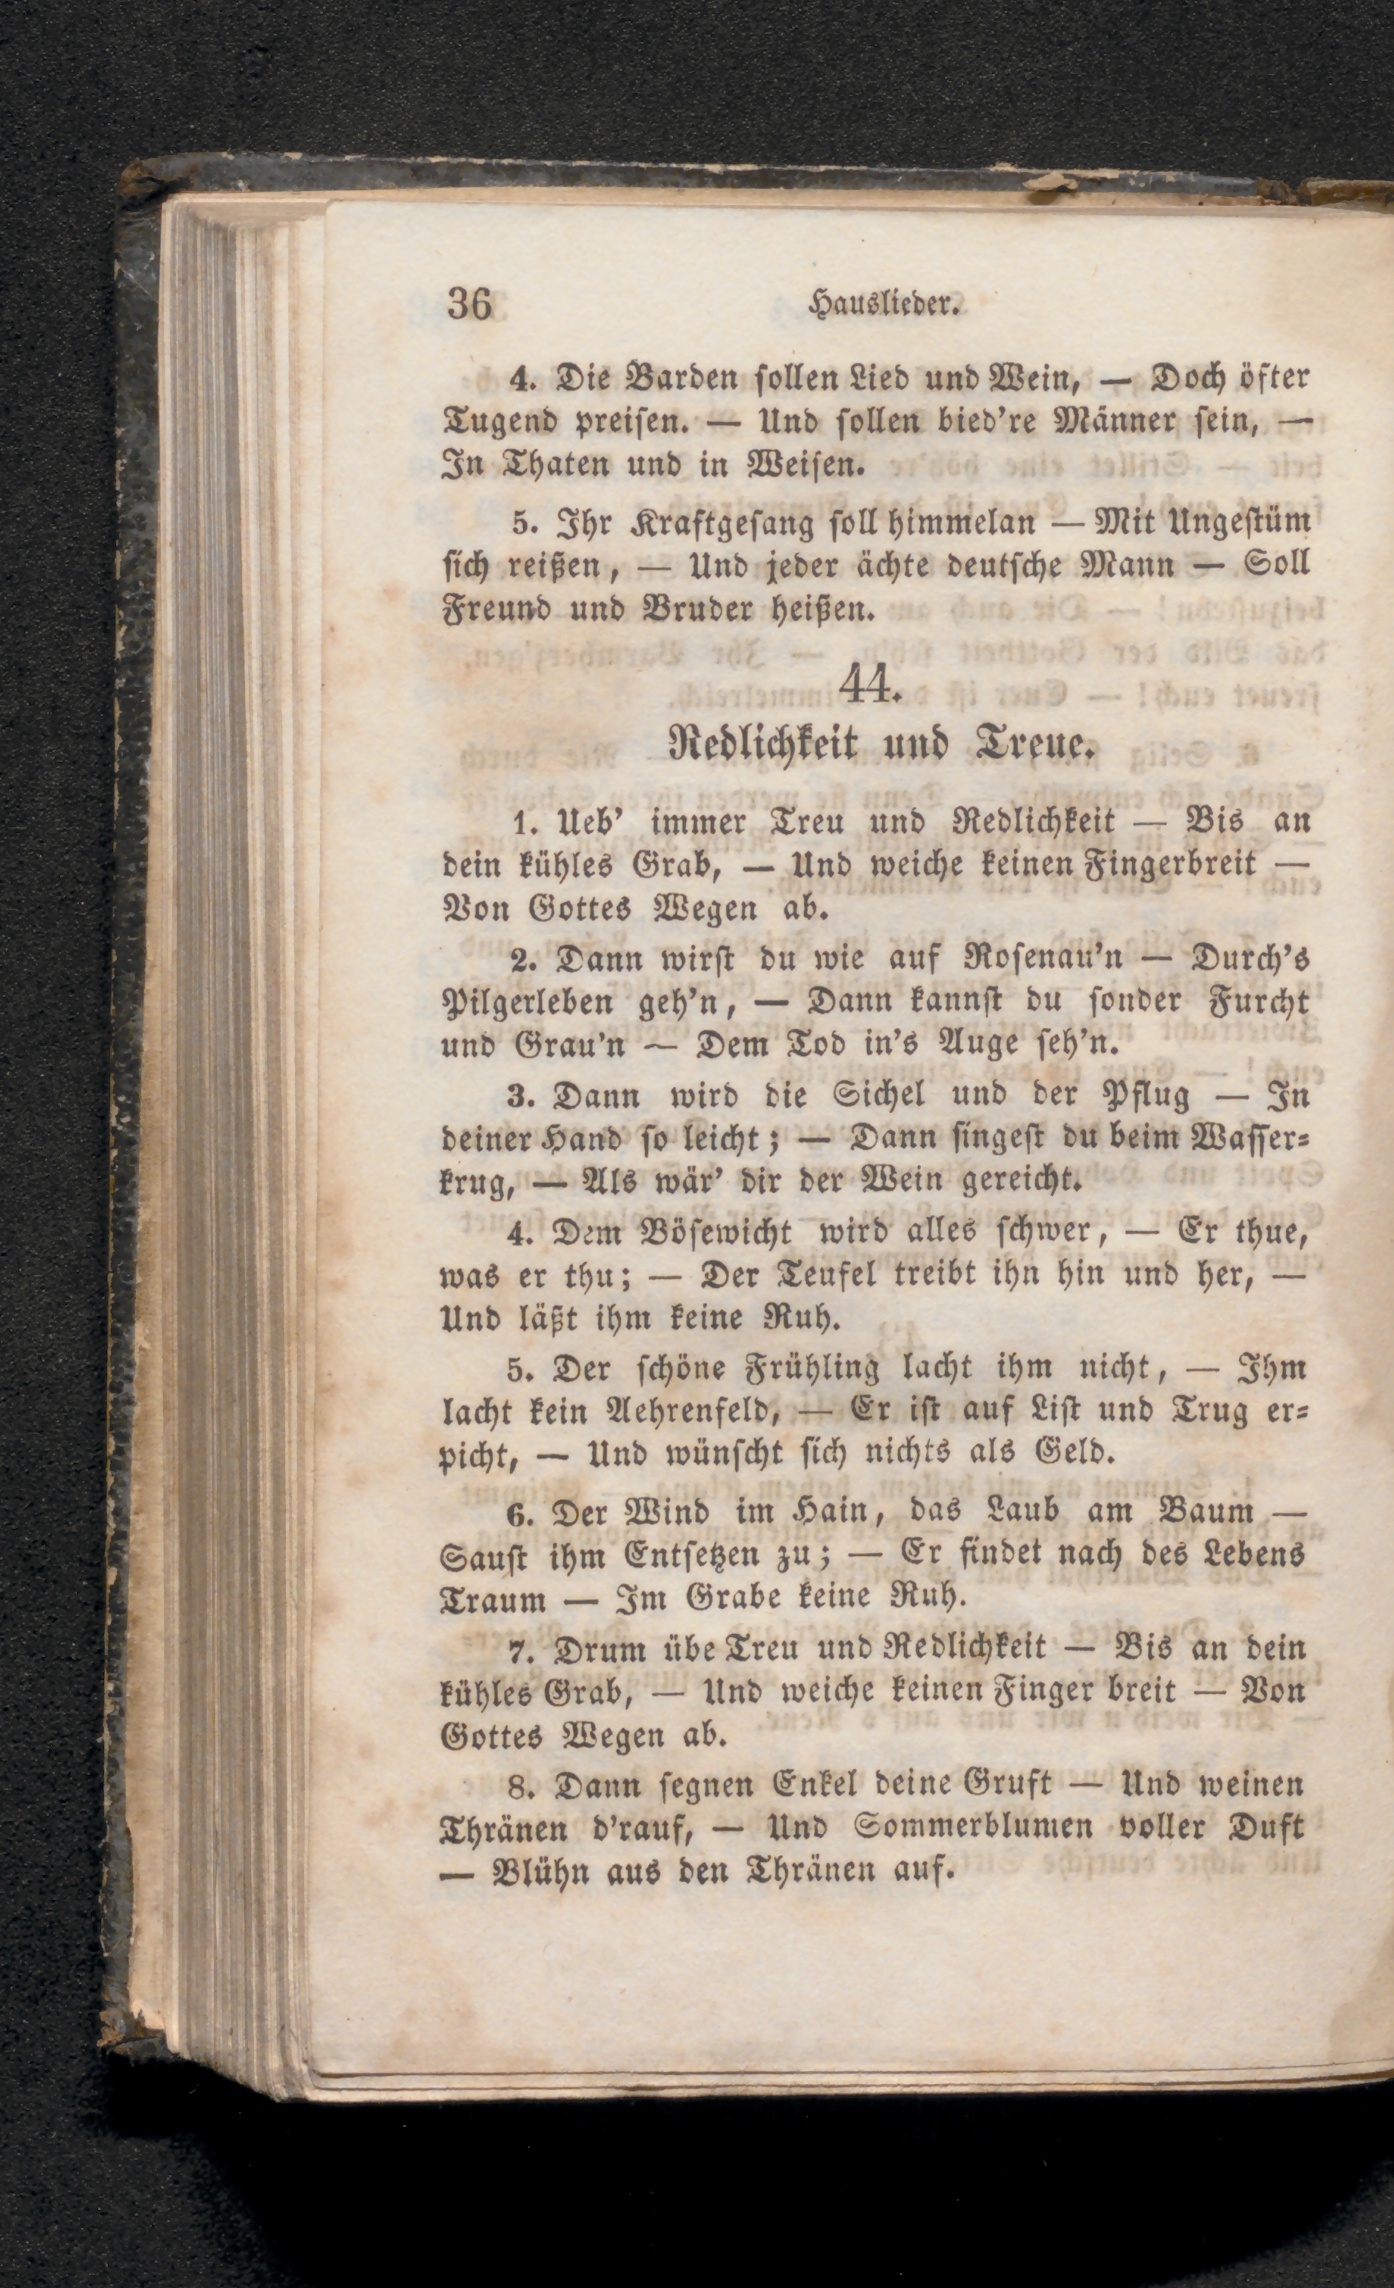 36 Hauslieder.
4. Die Barden sollen Lied und Wein, — Doch öfter
Tugend preisen. — Und sollen bied're Männer sein, —
In Thaten und in Weisen.
5. Ihr Kraftgesang soll himmelan — Mit Ungestüm
sich reißen, — Und jeder ächte deutsche Mann — Soll
Freund und Bruder heißen.
44.
Redlichkeit und Treue.
1. Ueb' immer Treu und Redlichkeit — Bis an
dein kühles Grab, — Und weiche keinen Fingerbreit —
Von Gottes Wegen ab.
2. Dann wirst du wie auf Rosenau'n — Durch's
Pilgerleben geh'n, — Dann kannst du sonder Furcht
und Grau'n — Dem Tod in's Auge seh'n.
3. Dann wird die Sichel und der Pflug — In
deiner Hand so leicht; — Dann singest du beim Wasser-
krug, — Als wär' dir der Wein gereicht.
4. Dem Bösewicht wird alles schwer, — Er thue,
was er thu; — Der Teufel treibt ihn hin und her, —
Und läßt ihm keine Ruh.
5. Der schöne Frühling lacht ihm nicht, — Ihm
lacht kein Aehrenfeld, — Er ist auf List und Trug er-
picht, — Und wünscht sich nichts als Geld.
6. Der Wind im Hain, das Laub am Baum —
Saust ihm Entsetzen zu; — Er findet nach des Lebens
Traum — Im Grabe keine Ruh.
7. Drum übe Treu und Redlichkeit — Bis an dein
kühles Grab, — Und weiche keinen Finger breit — Von
Gottes Wegen ab.
8. Dann segnen Enkel deine Gruft — Und weinen
Thränen d'rauf, — Und Sommerblumen voller Duft
— Blühn aus den Thränen auf.